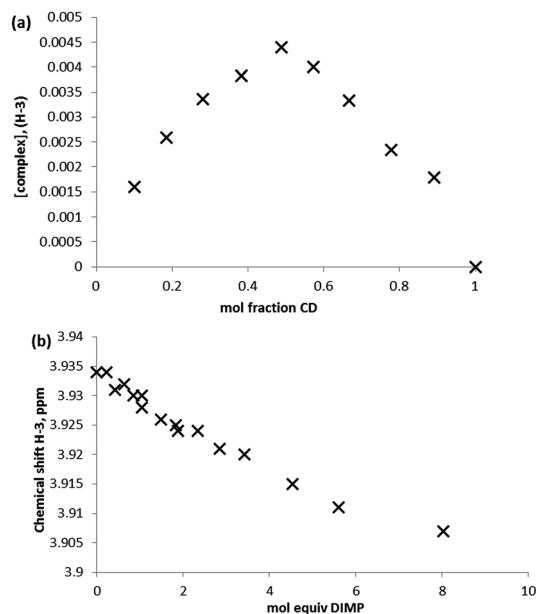 (a)
[complex], (H-3)
0.005
0.0045
0.004
0.0035
0.003
0.0025
0.002
0.0015
0.001
0.0005
0
0 0.2 0.4 0.6 0.8 1
mol fraction CD
(b)
Chemical shift H-3, ppm
3.94
3.935
3.93
3.925
3.92
3.915
3.91
3.905
3.9
0 2 4 6 8 10
mol equiv DIMP